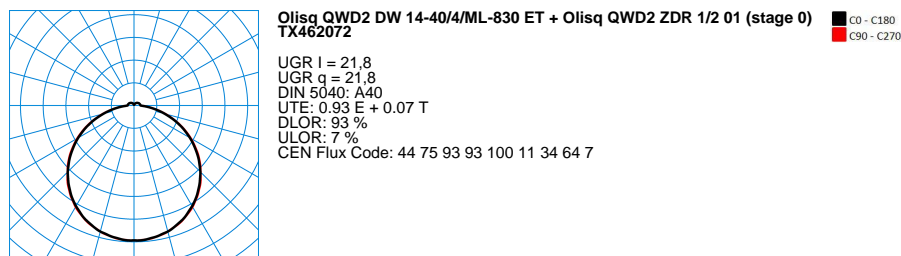 Olisq QWD2 DW 14-40/4/ML-830 ET + Olisq QWD2 ZDR 1/2 01 (stage 0)
TX462072
UGR l = 21,8
UGR q = 21,8
DIN 5040: A40
UTE: 0.93 E + 0.07 T
DLOR: 93 %
ULOR: 7 %
CEN Flux Code: 44 75 93 93 100 11 34 64 7
C0 - C180
C90 - C270